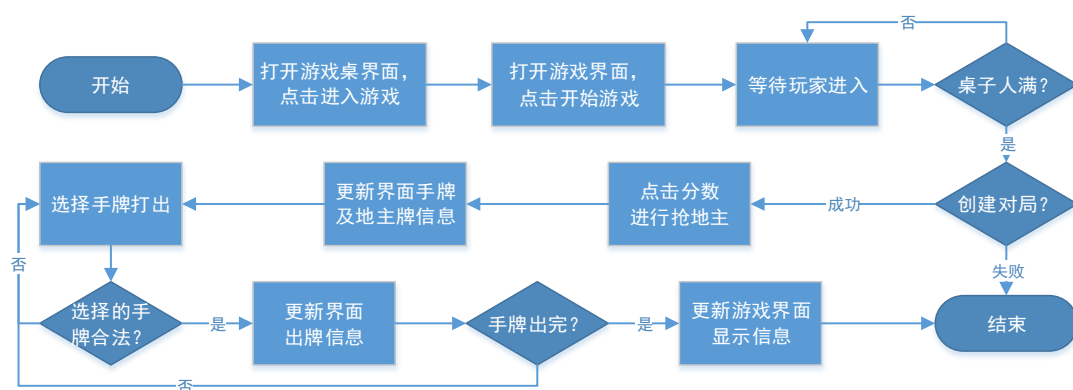 否
开始
打开游戏桌界面，
点击进入游戏
打开游戏界面，
点击开始游戏
等待玩家进入
桌子人满？
是
选择手牌打出
更新界面手牌
及地主牌信息
点击分数
进行抢地主
成功
创建对局？
否
失败
选择的手
牌合法？
是
更新界面
出牌信息
手牌出完？
是
更新游戏界面
显示信息
结束
否